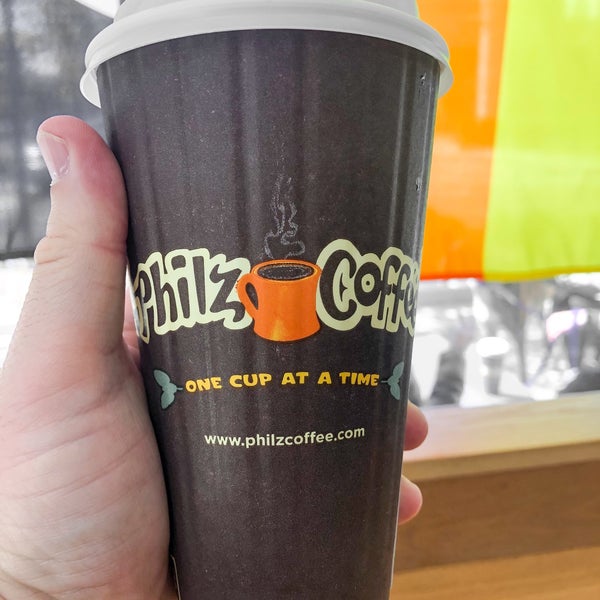 Philz Coffee
ONE CUP AT A TIME
www.philzcoffee.com